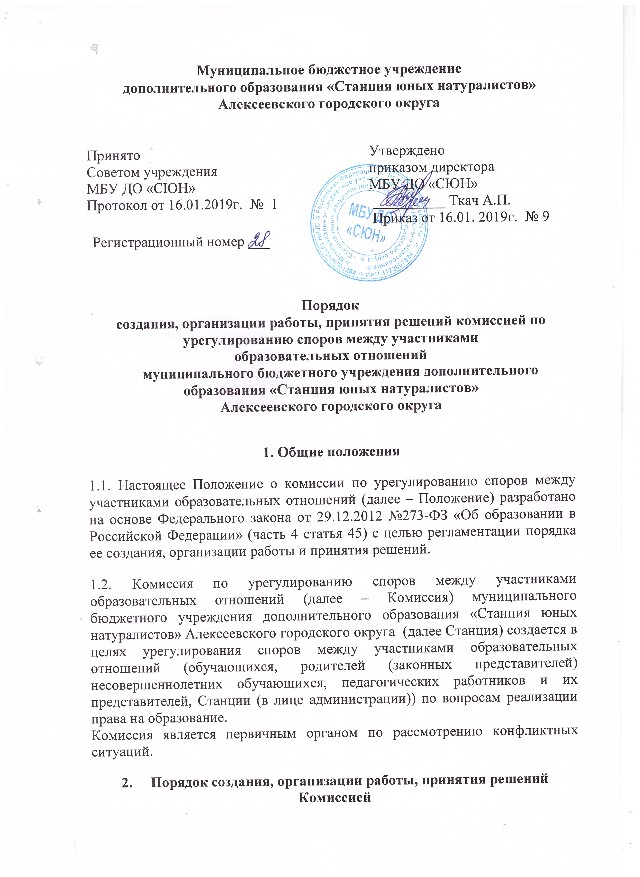 Муниципальное бюджетное учреждение
дополнительного образования «Станция юных натуралистов»
Алексеевского городского округа
Принято
Советом учреждения
МБУ ДО «СЮН»
Протокол от 16.01.2019г. № 1
Регистрационный номер 28
Утверждено
приказом директора
МБУ ДО «СЮН»
Ткач А.П.
Приказ от 16.01. 2019г. № 9
МБУ ДО
«СЮН»
Порядок
создания, организации работы, принятия решений комиссией по
урегулированию споров между участниками
образовательных отношений
муниципального бюджетного учреждения дополнительного
образования «Станция юных натуралистов»
Алексеевского городского округа
1. Общие положения
1.1. Настоящее Положение о комиссии по урегулированию споров между
участниками образовательных отношений (далее – Положение) разработано
на основе Федерального закона от 29.12.2012 №273-ФЗ «Об образовании в
Российской Федерации» (часть 4 статья 45) с целью регламентации порядка
ее создания, организации работы и принятия решений.
1.2. Комиссия по урегулированию споров между участниками
образовательных отношений (далее – Комиссия) муниципального
бюджетного учреждения дополнительного образования «Станция юных
натуралистов» Алексеевского городского округа (далее Станция) создается в
целях урегулирования споров между участниками образовательных
отношений (обучающихся, родителей (законных представителей)
несовершеннолетних обучающихся, педагогических работников и их
представителей, Станции (в лице администрации)) по вопросам реализации
права на образование.
Комиссия является первичным органом по рассмотрению конфликтных
ситуаций.
2. Порядок создания, организации работы, принятия решений
Комиссией